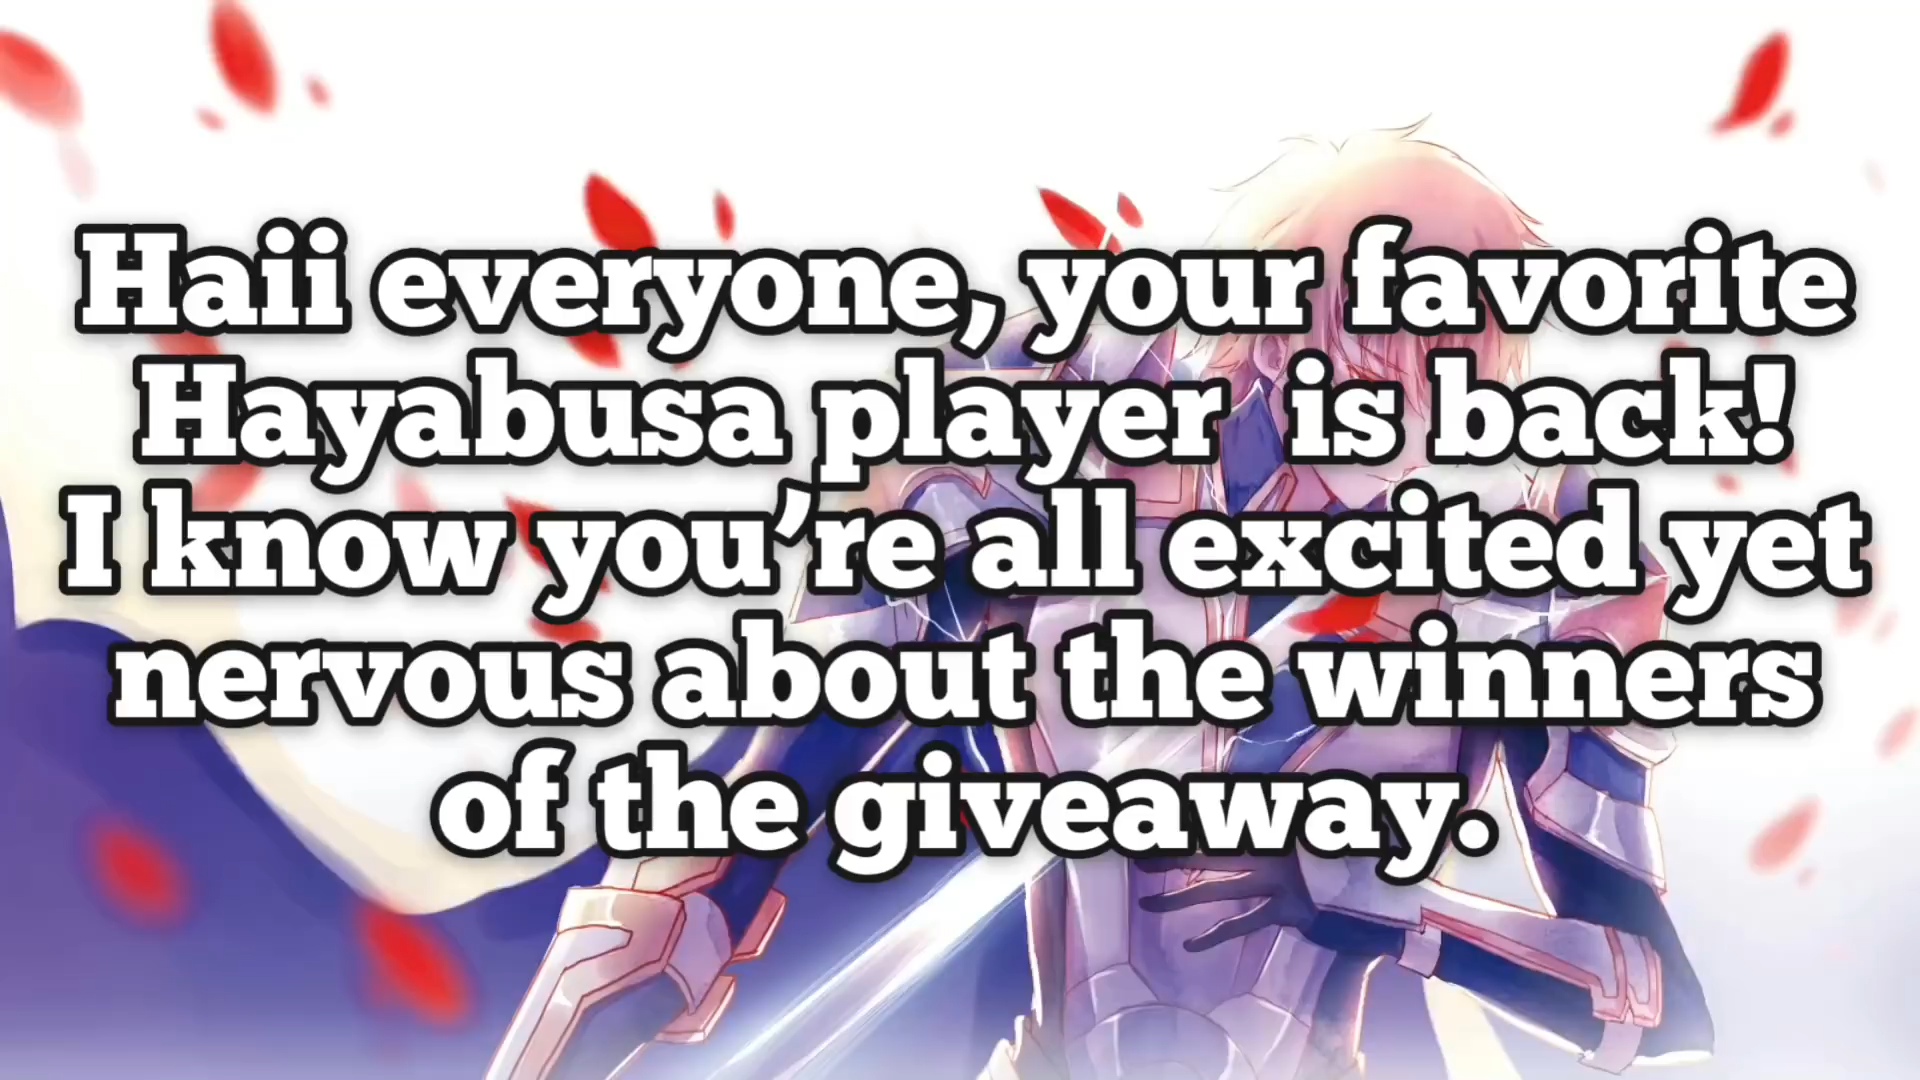 Haii everyone, your favorite
Hayabusa player  is back!
I know you're all excited yet
nervous about the winners
of the giveaway.